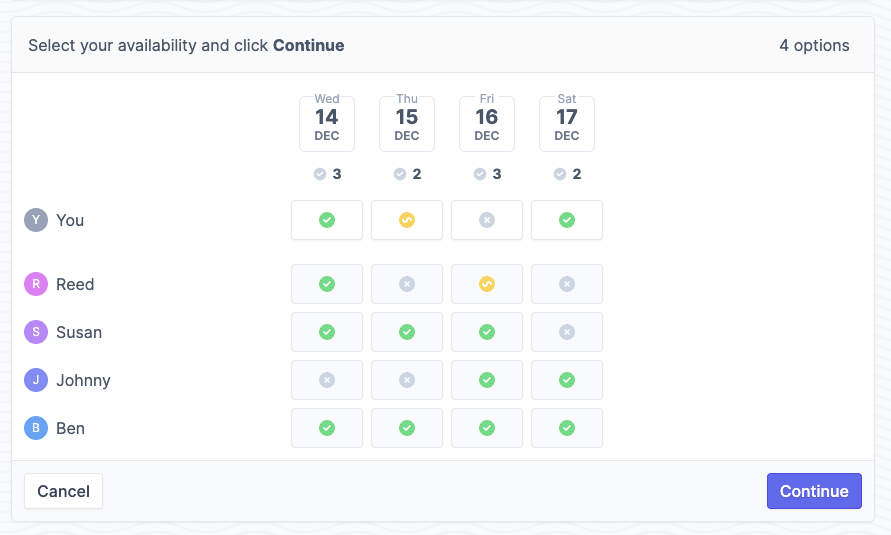 Select your availability and click Continue 4 options
Wed Thu Fri Sat
14 15 16 17
DEC DEC DEC DEC
3 2 3 2
Y You
R Reed
S Susan
J Johnny
B Ben
Cancel Continue